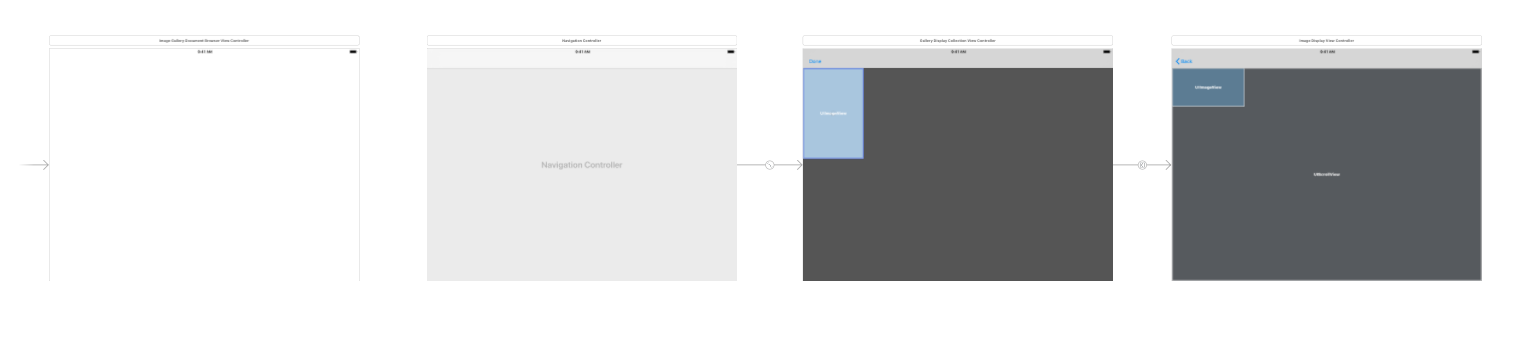 Image Gallery Document Browser View Controller
9:41 AM
Navigation Controller
9:41 AM
Navigation Controller
Gallery Display Collection View Controller
9:41 AM
Done
Image Display View Controller
9:41 AM
Back
UIImageView
UIScrollView